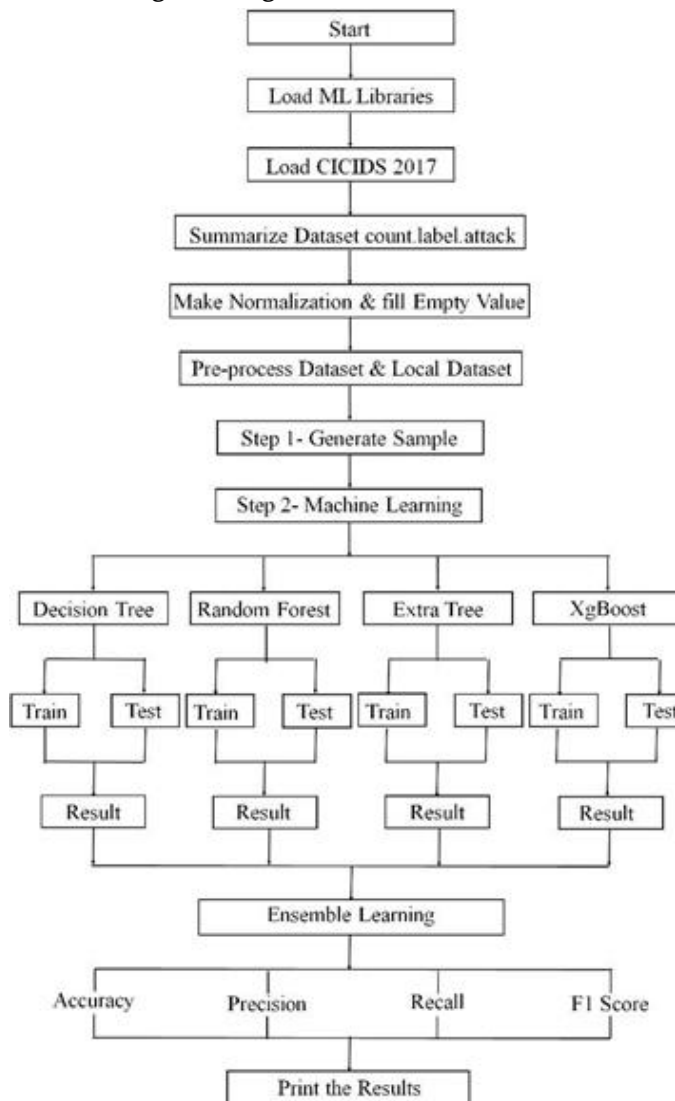 Start
Load ML Libraries
Load CICIDS 2017
Summarize Dataset count.label.attack
Make Normalization & fill Empty Value
Pre-process Dataset & Local Dataset
Step 1- Generate Sample
Step 2- Machine Learning
Decision Tree
Random Forest
Extra Tree
XgBoost
Train
Test
Train
Test
Train
Test
Train
Test
Result
Result
Result
Result
Ensemble Learning
Accuracy
Precision
Recall
F1 Score
Print the Results